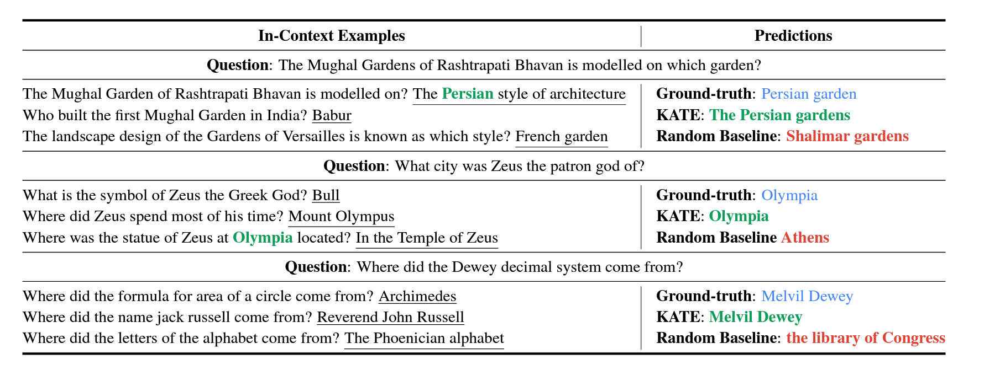 In-Context Examples Predictions
Question: The Mughal Gardens of Rashtrapati Bhavan is modelled on which garden?
The Mughal Garden of Rashtrapati Bhavan is modelled on? The Persian style of architecture Ground-truth: Persian garden
Who built the first Mughal Garden in India? Babur KATE: The Persian gardens
The landscape design of the Gardens of Versailles is known as which style? French garden Random Baseline: Shalimar gardens
Question: What city was Zeus the patron god of?
What is the symbol of Zeus the Greek God? Bull Ground-truth: Olympia
Where did Zeus spend most of his time? Mount Olympus KATE: Olympia
Where was the statue of Zeus at Olympia located? In the Temple of Zeus Random Baseline Athens
Question: Where did the Dewey decimal system come from?
Where did the formula for area of a circle come from? Archimedes Ground-truth: Melvil Dewey
Where did the name jack russell come from? Reverend John Russell KATE: Melvil Dewey
Where did the letters of the alphabet come from? The Phoenician alphabet Random Baseline: the library of Congress